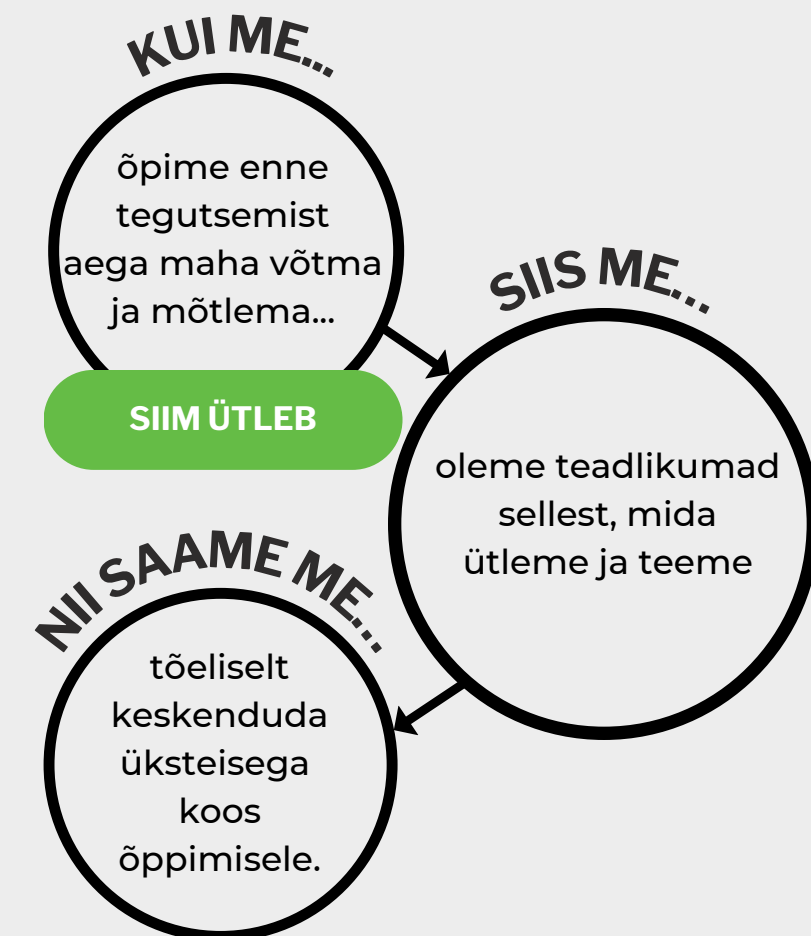 KUI ME...
õpime enne
tegutsemist
aega maha võtma
ja mõtlema...
SIIM ÜTLEB
SIIS ME...
oleme teadlikumad
sellest, mida
ütleme ja teeme
NII SAAME ME...
tõeliselt
keskenduda
üksteisega
koos
õppimisele.